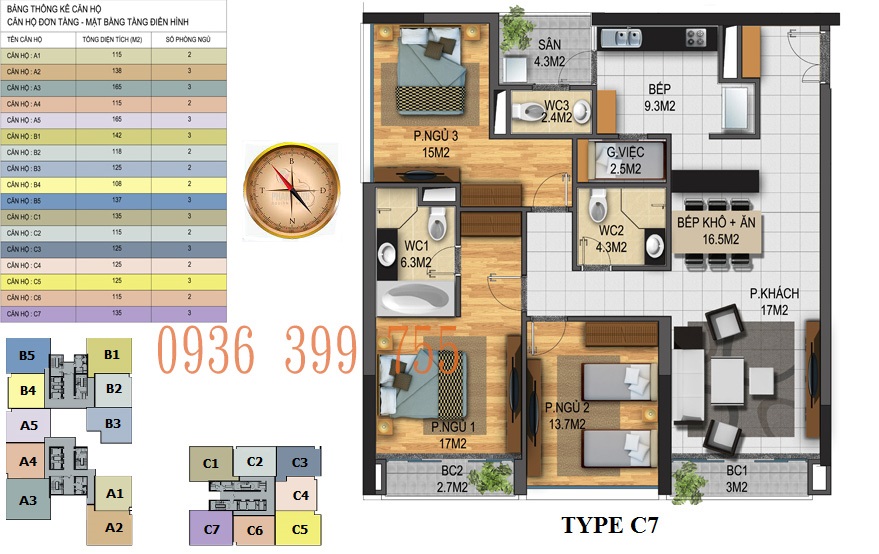 BẢNG THỐNG KÊ CĂN HỘ
CĂN HỘ ĐƠN TẦNG - MẶT BẰNG TẦNG ĐIỂN HÌNH
TÊN CĂN HỘ TỔNG DIỆN TÍCH (M2) SỐ PHÒNG NGỦ
CĂN HỘ : A1 115 2
CĂN HỘ : A2 138 3
CĂN HỘ : A3 165 3
CĂN HỘ : A4 115 2
CĂN HỘ : A5 165 3
CĂN HỘ : B1 142 3
CĂN HỘ : B2 118 2
CĂN HỘ : B3 125 2
CĂN HỘ : B4 108 2
CĂN HỘ : B5 137 3
CĂN HỘ : C1 135 3
CĂN HỘ : C2 115 2
CĂN HỘ : C3 125 3
CĂN HỘ : C4 125 2
CĂN HỘ : C5 125 3
CĂN HỘ : C6 115 2
CĂN HỘ : C7 135 3
B
T
Đ
N
SÂN
4.3M2
BẾP
9.3M2
WC3
2.4M2
P.NGỦ 3
15M2
G.VIỆC
2.5M2
BẾP KHÔ + ĂN
16.5M2
WC1
6.3M2
WC2
4.3M2
P.KHÁCH
17M2
0936 399 755
P.NGỦ 1
17M2
P.NGỦ 2
13.7M2
BC2
2.7M2
BC1
3M2
TYPE C7
B5
B1
B4
B2
A5
B3
A4
A3
A1
A2
C1
C2
C3
C4
C7
C6
C5